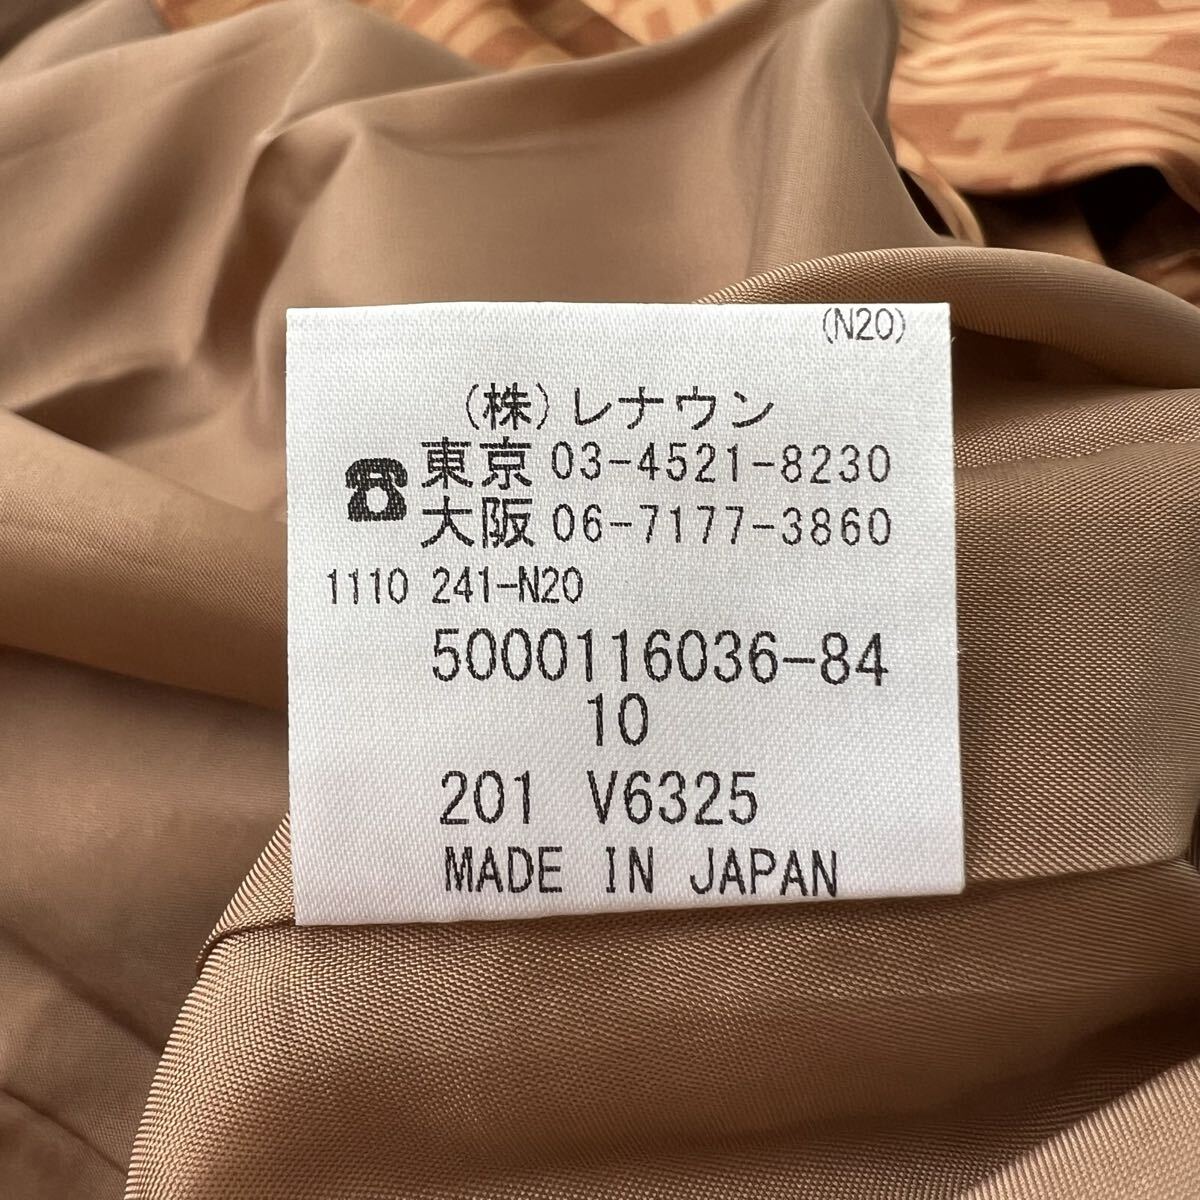 (N20)
(株)レナウン
☎東京 03-4521-8230
大阪 06-7177-3860
1110 241-N20
5000116036-84
10
201 V6325
MADE IN JAPAN